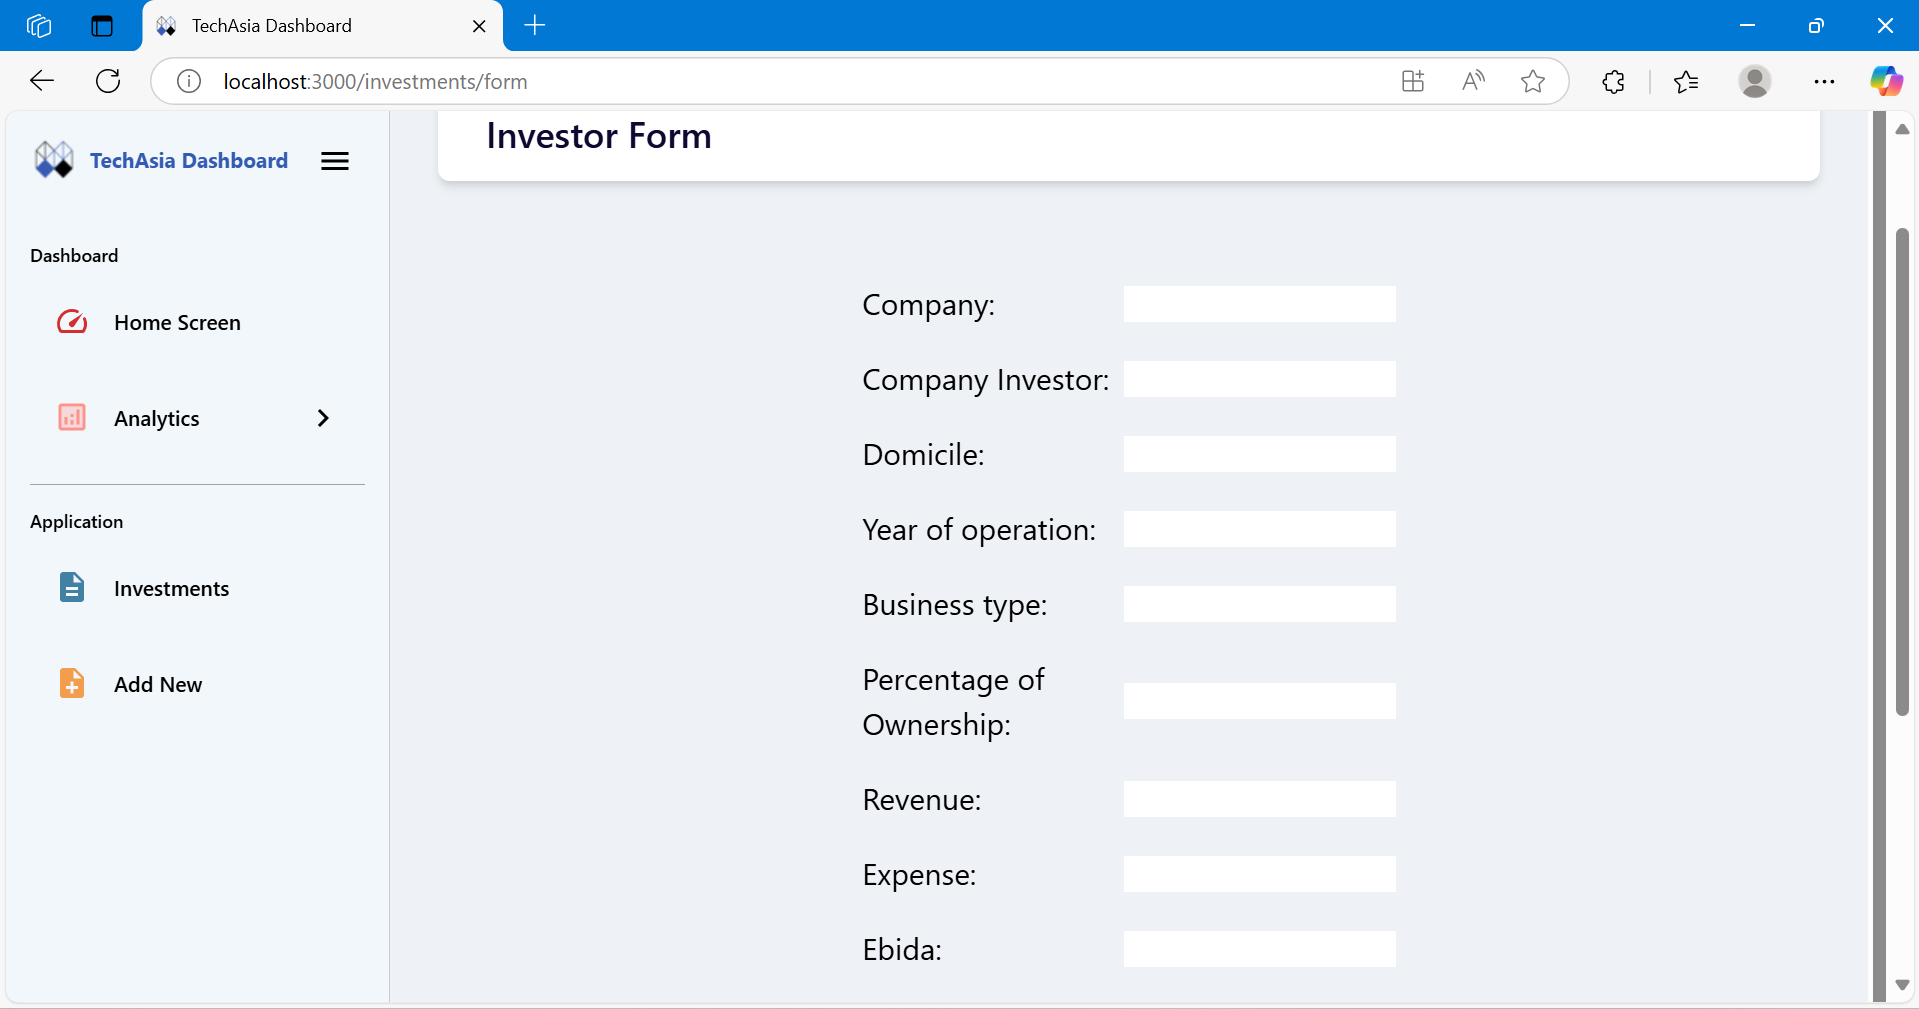 TechAsia Dashboard
localhost:3000/investments/form
TechAsia Dashboard
Dashboard
Home Screen
Analytics
Application
Investments
Add New
Investor Form
Company:
Company Investor:
Domicile:
Year of operation:
Business type:
Percentage of
Ownership:
Revenue:
Expense:
Ebida: